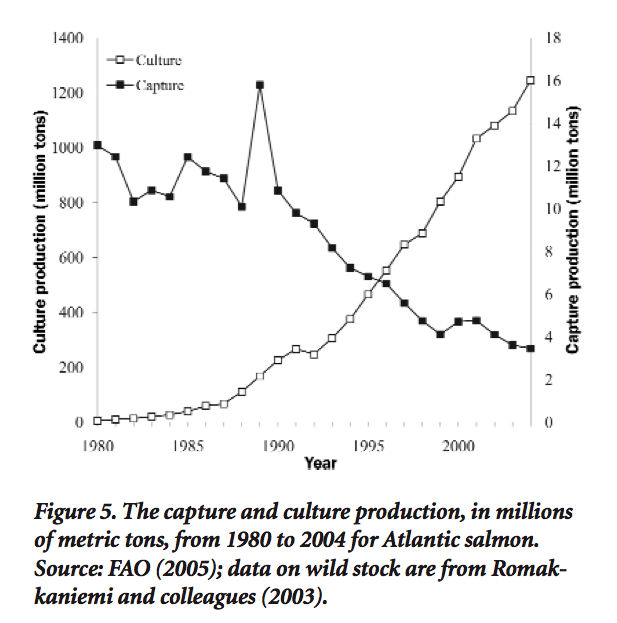 1400
1200
1000
800
600
400
200
0
Culture production (million tons)
Culture
Capture
18
16
14
12
10
8
6
4
2
0
Capture production (million tons)
1980 1985 1990 1995 2000
Year
Figure 5. The capture and culture production, in millions
of metric tons, from 1980 to 2004 for Atlantic salmon.
Source: FAO (2005); data on wild stock are from Romak-
kaniemi and colleagues (2003).